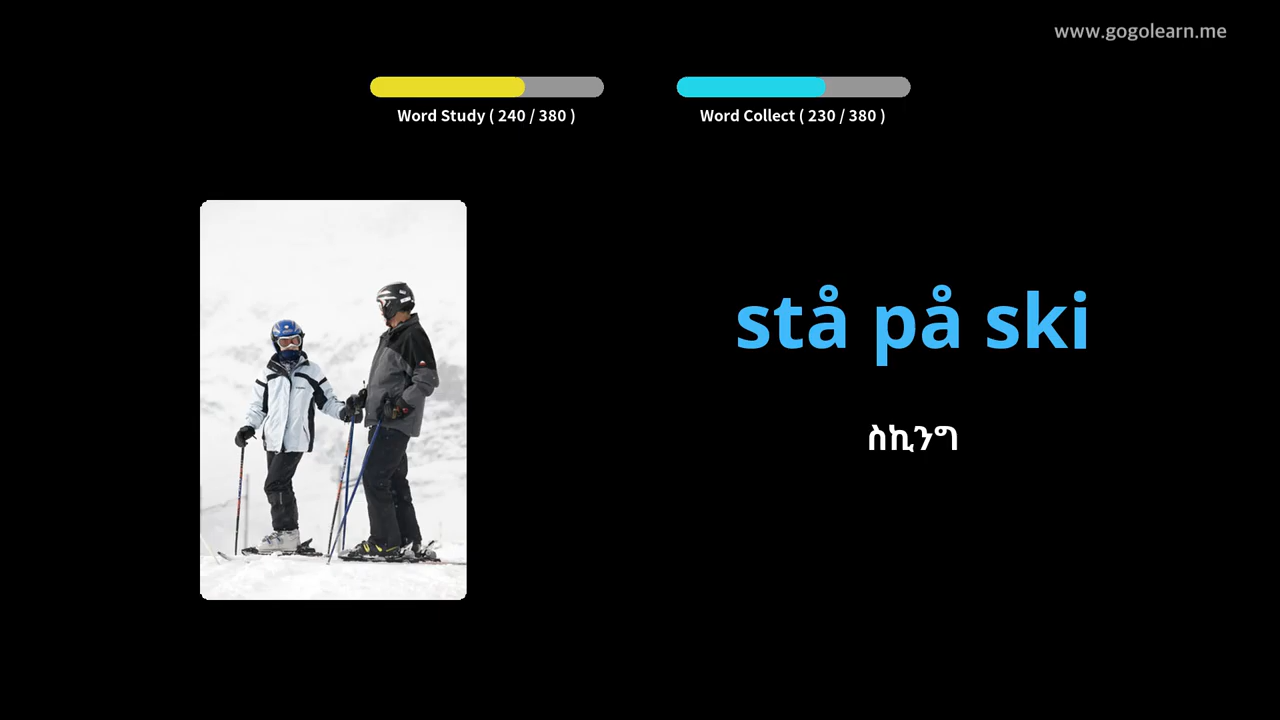 www.gogolearn.me
Word Study ( 240 / 380 )
Word Collect ( 230 / 380 )
stå på ski
ስኪንግ